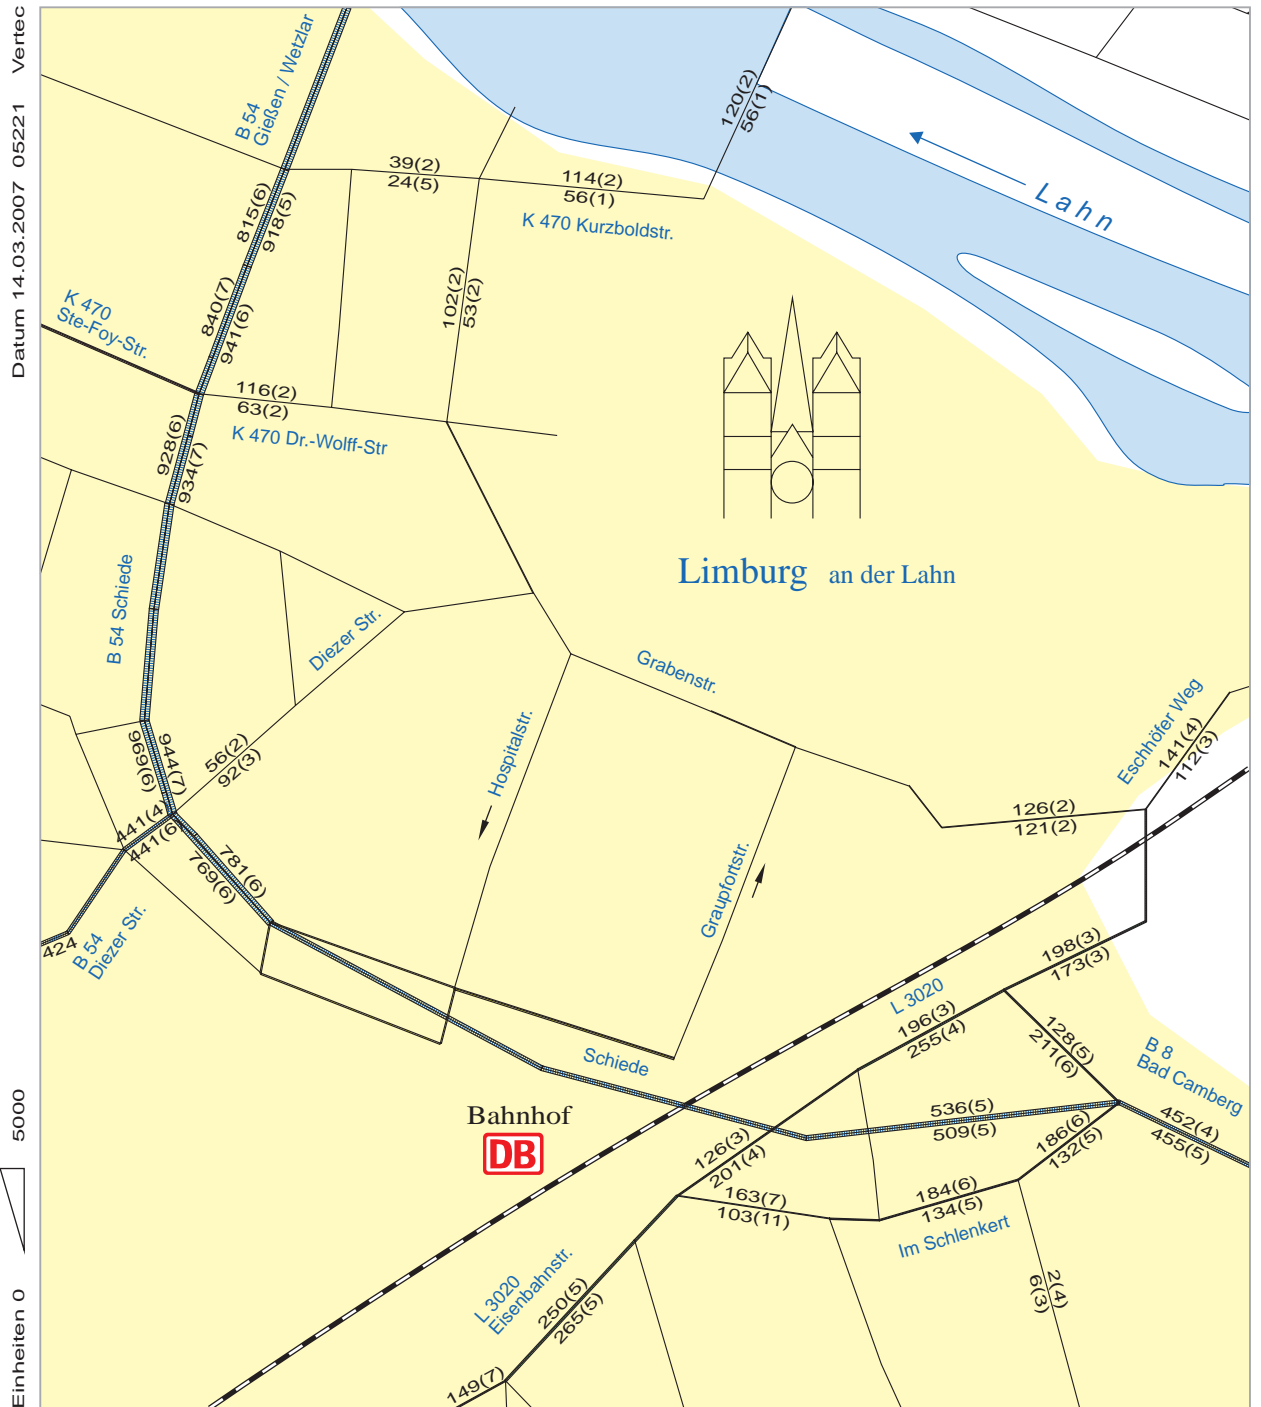 Datum 14.03.2007   05221   Vertec
Einheiten 0   5000
B 54
Gießen / Wetzlar
120(2)
56(1)
Lahn
39(2)
24(5)
114(2)
56(1)
K 470 Kurzboldstr.
815(6)
918(5)
840(7)
941(6)
102(2)
53(2)
K 470
Ste-Foy-Str.
116(2)
63(2)
K 470 Dr.-Wolff-Str
928(6)
934(7)
Limburg an der Lahn
B 54 Schiede
Diezer Str.
Grabenstr.
Hospitalstr.
Eschhöfer Weg
141(4)
112(3)
944(7)
969(6)
56(2)
92(3)
126(2)
121(2)
441(4)
441(6
781(6)
769(6)
Graupfortstr.
424
B 54
Diezer Str.
198(3)
173(3)
L 3020
196(3)
255(4)
128(5)
211(6)
B 8
Bad Camberg
Schiede
Bahnhof
DB
536(5)
509(5)
452(4)
455(5)
126(3)
201(4)
186(6)
132(5)
163(7)
103(11)
184(6)
134(5)
Im Schlenkert
L 3020
Eisenbahnstr.
250(5)
265(5)
2(4)
6(3)
149(7)